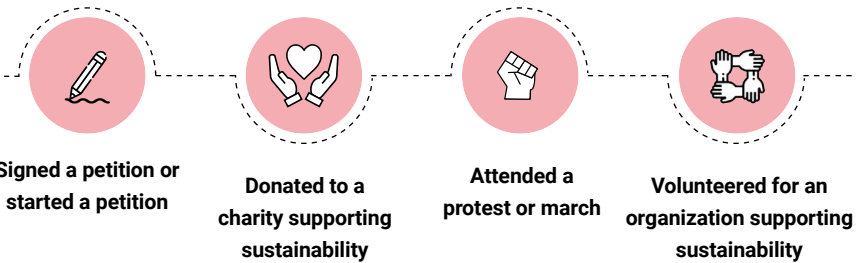 Signed a petition or
started a petition
Donated to a
charity supporting
sustainability
Attended a
protest or march
Volunteered for an
organization supporting
sustainability